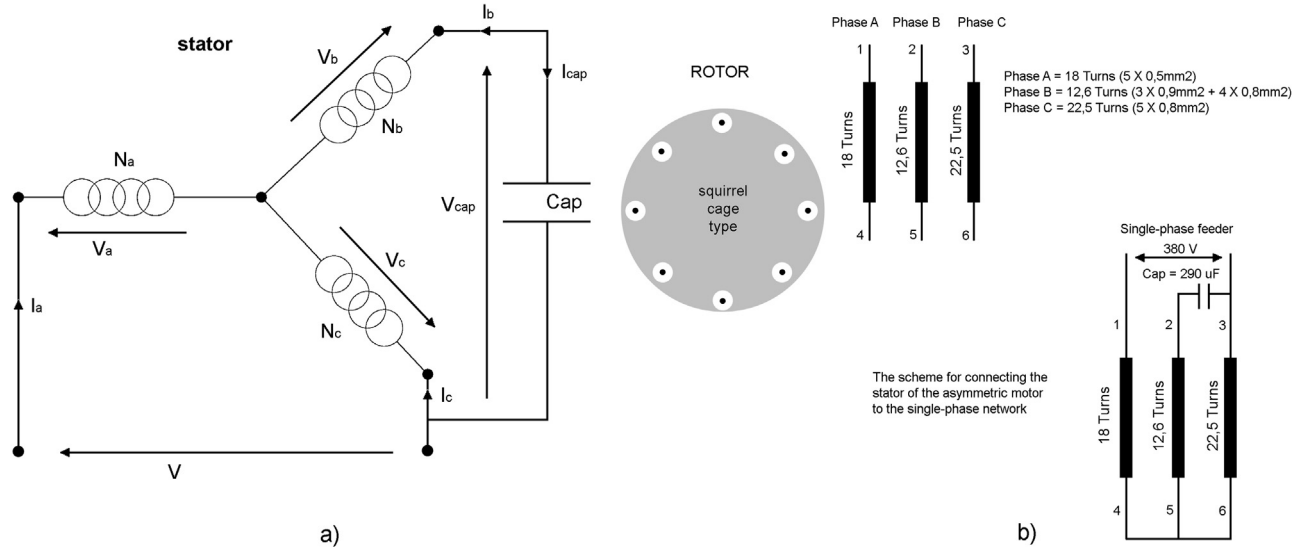 stator
Ib
Vb
Icap
Nb
Na
Vcap
Cap
Va
Vc
Ia
Nc
Ic
V
a)
ROTOR
squirrel
cage
type
Phase A Phase B Phase C
1 2 3
18 Turns
12,6 Turns
22,5 Turns
4 5 6
Phase A = 18 Turns (5 X 0,5mm2)
Phase B = 12,6 Turns (3 X 0,9mm2 + 4 X 0,8mm2)
Phase C = 22,5 Turns (5 X 0,8mm2)
Single-phase feeder
380 V
Cap = 290 uF
1 2 3
The scheme for connecting the
stator of the asymmetric motor
to the single-phase network
18 Turns
12,6 Turns
22,5 Turns
4 5 6
b)